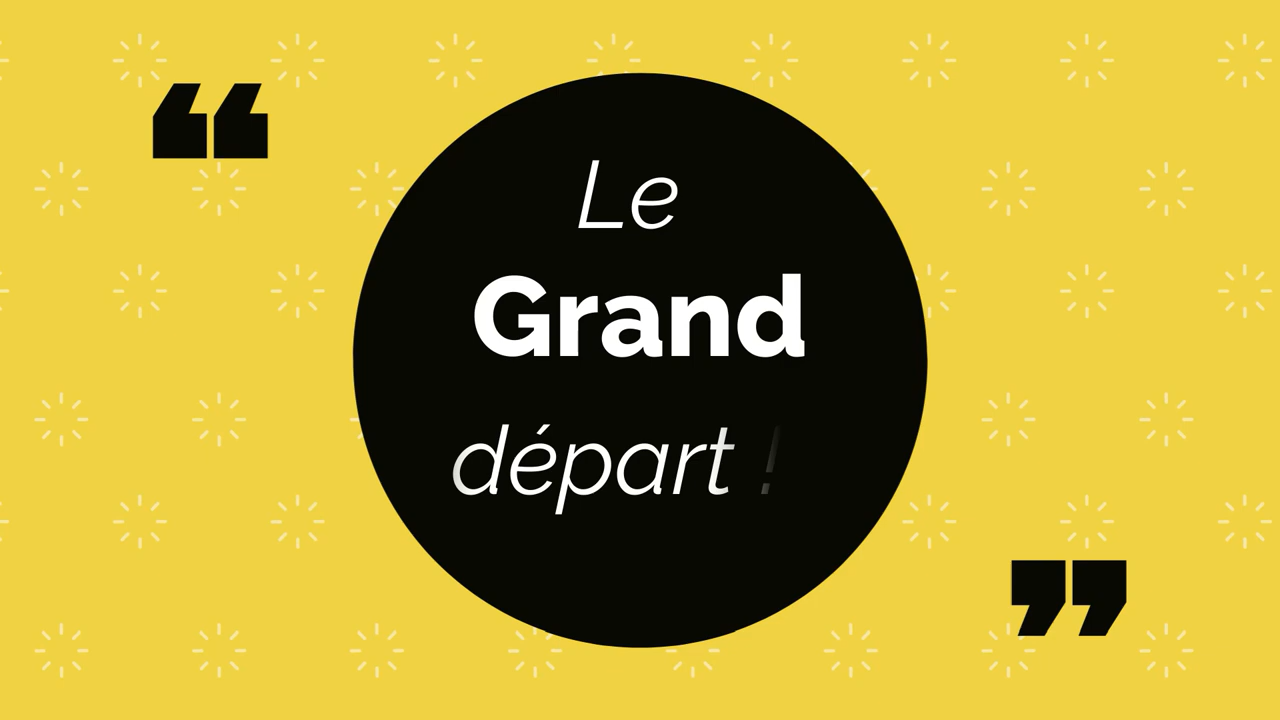 “
Le
Grand
départ !
”